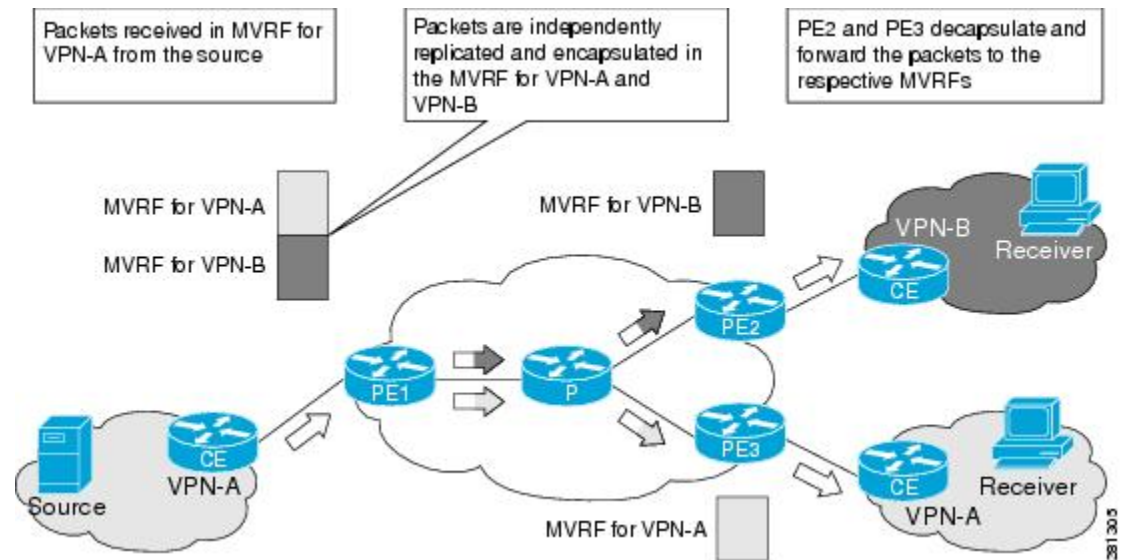 Packets received in MVRF for
VPN-A from the source
Packets are independently
replicated and encapsulated in
the MVRF for VPN-A and
VPN-B
PE2 and PE3 decapsulate and
forward the packets to the
respective MVRFs
MVRF for VPN-A
MVRF for VPN-B
MVRF for VPN-B
VPN-B
Receiver
CE
PE2
PE1
P
PE3
CE
VPN-A
Source
CE
Receiver
VPN-A
MVRF for VPN-A
281305